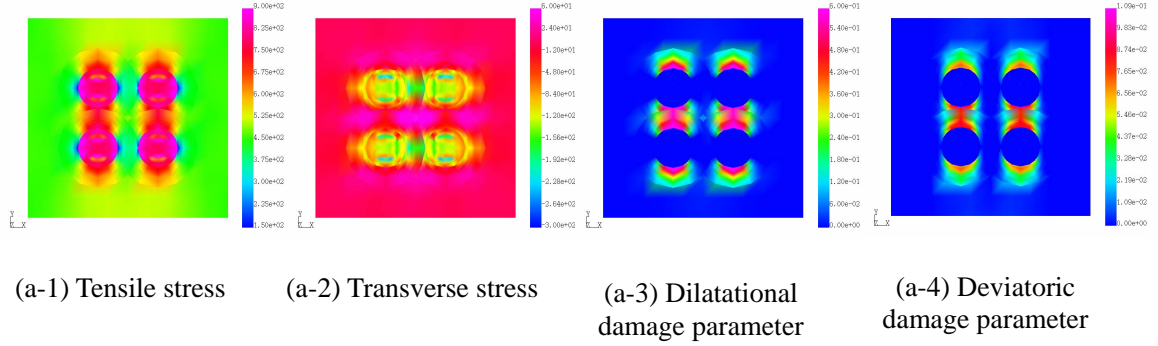 9.00e+02
8.25e+02
7.50e+02
6.75e+02
6.00e+02
5.25e+02
4.50e+02
3.75e+02
3.00e+02
2.25e+02
1.50e+02
Y
Z X
6.00e+01
2.40e+01
-1.20e+01
-4.80e+01
-8.40e+01
-1.20e+02
-1.56e+02
-1.92e+02
-2.28e+02
-2.64e+02
-3.00e+02
Y
Z X
6.00e-01
5.40e-01
4.80e-01
4.20e-01
3.60e-01
3.00e-01
2.40e-01
1.80e-01
1.20e-01
6.00e-02
0.00e+00
Y
Z X
1.09e-01
9.83e-02
8.74e-02
7.65e-02
6.56e-02
5.46e-02
4.37e-02
3.28e-02
2.19e-02
1.09e-02
0.00e+00
Y
Z X
(a-1) Tensile stress
(a-2) Transverse stress
(a-3) Dilatational
damage parameter
(a-4) Deviatoric
damage parameter